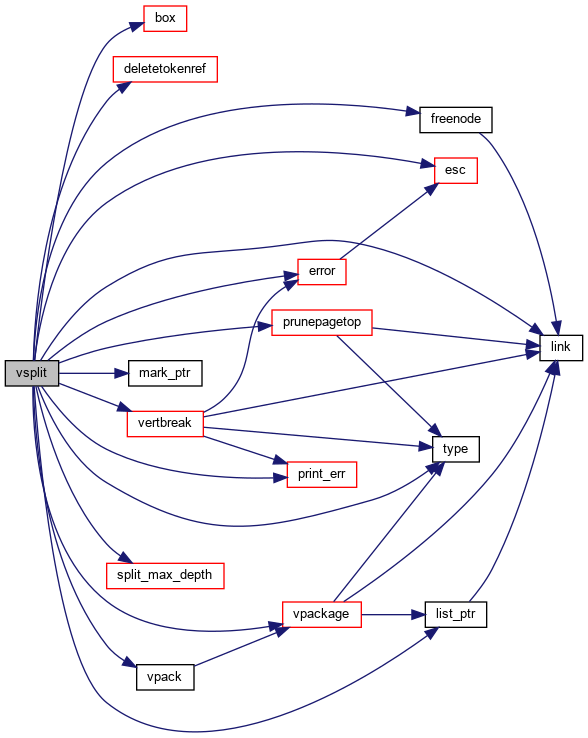 box
deletetokenref
freenode
esc
error
prunepagetop
link
vsplit
mark_ptr
vertbreak
type
print_err
split_max_depth
vpackage
list_ptr
vpack